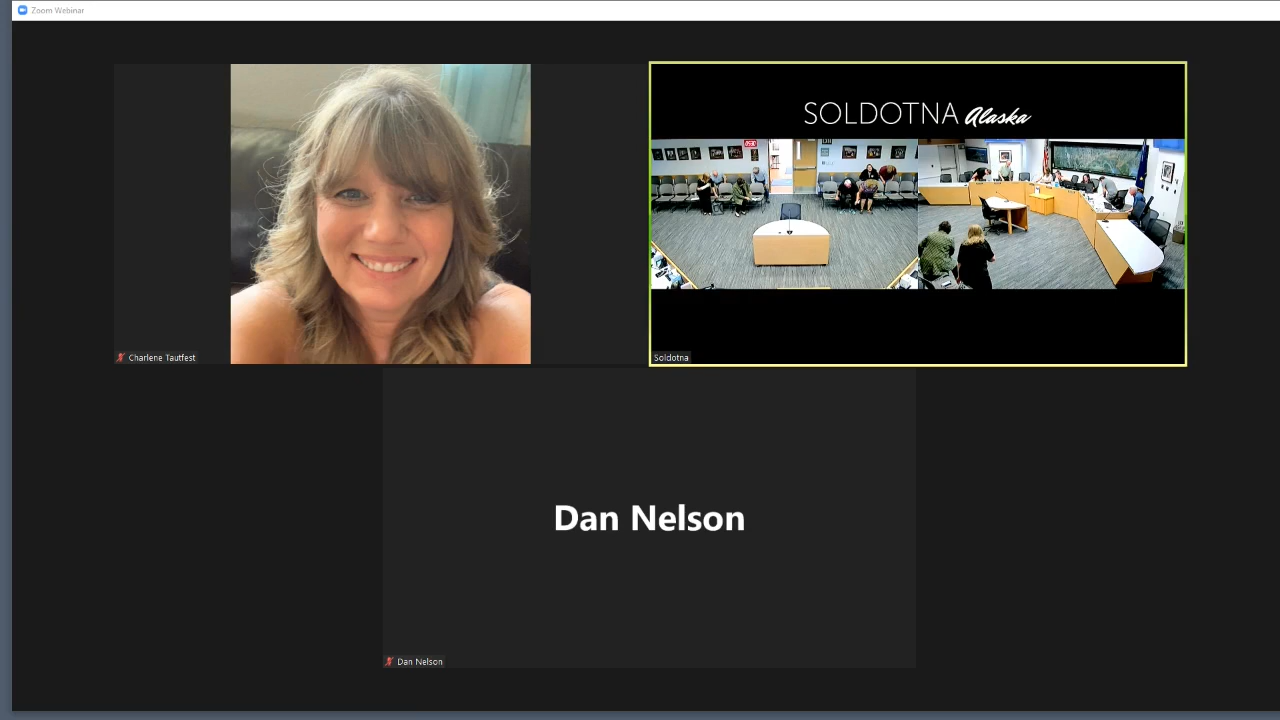 Zoom Webinar
SOLDOTNA Alaska
Charlene Tautfest
Soldotna
Dan Nelson
Dan Nelson